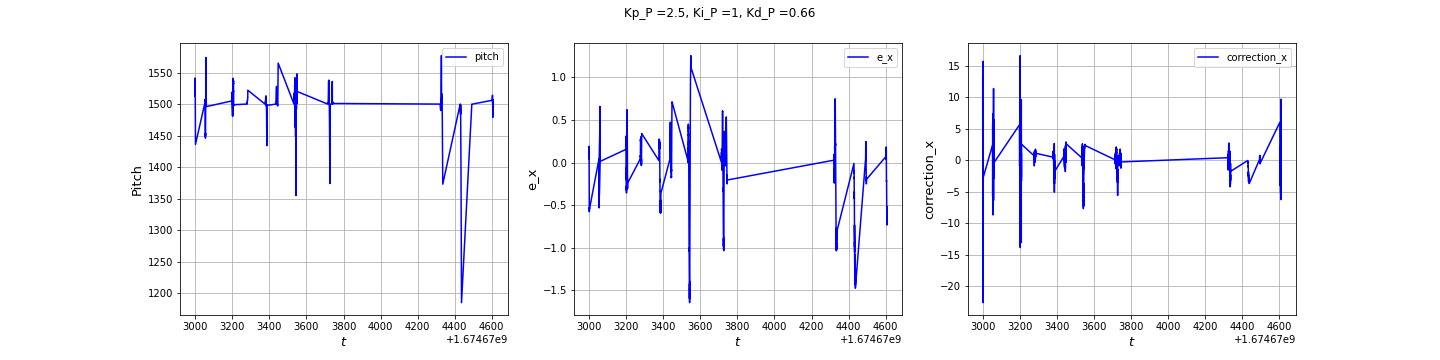 Kp_P =2.5, Ki_P =1, Kd_P =0.66
pitch
1550
1500
1450
1400
1350
1300
1250
1200
Pitch
3000 3200 3400 3600 3800 4000 4200 4400 4600
+1.67467e9
t
e_x
1.0
0.5
0.0
−0.5
−1.0
−1.5
e_x
3000 3200 3400 3600 3800 4000 4200 4400 4600
+1.67467e9
t
correction_x
15
10
5
0
−5
−10
−15
−20
correction_x
3000 3200 3400 3600 3800 4000 4200 4400 4600
+1.67467e9
t